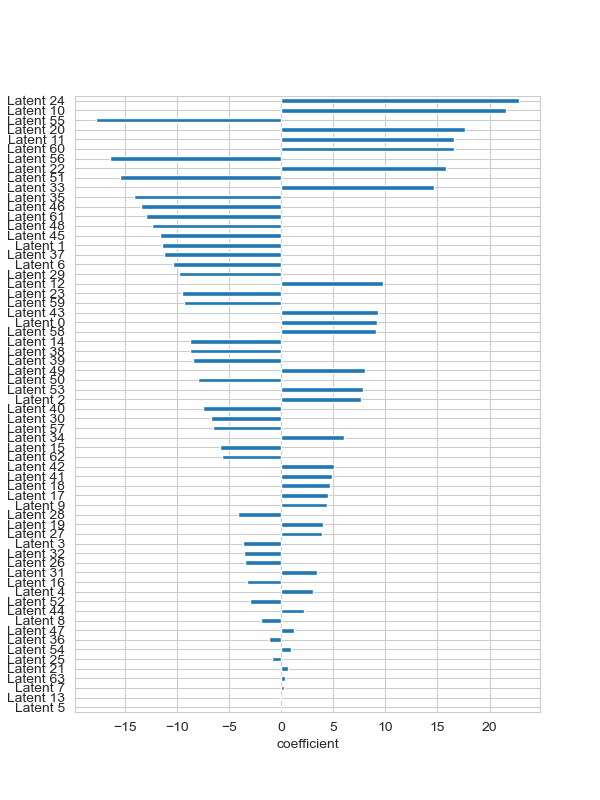 Latent 24
Latent 10
Latent 55
Latent 20
Latent 11
Latent 60
Latent 56
Latent 22
Latent 51
Latent 33
Latent 35
Latent 46
Latent 61
Latent 48
Latent 45
Latent 1
Latent 37
Latent 6
Latent 29
Latent 12
Latent 23
Latent 59
Latent 43
Latent 0
Latent 58
Latent 14
Latent 38
Latent 39
Latent 49
Latent 50
Latent 53
Latent 2
Latent 40
Latent 30
Latent 57
Latent 34
Latent 15
Latent 62
Latent 42
Latent 41
Latent 18
Latent 17
Latent 9
Latent 28
Latent 19
Latent 27
Latent 3
Latent 32
Latent 26
Latent 31
Latent 16
Latent 4
Latent 52
Latent 44
Latent 8
Latent 47
Latent 36
Latent 54
Latent 25
Latent 21
Latent 63
Latent 7
Latent 13
Latent 5
−15 −10 −5 0 5 10 15 20
coefficient